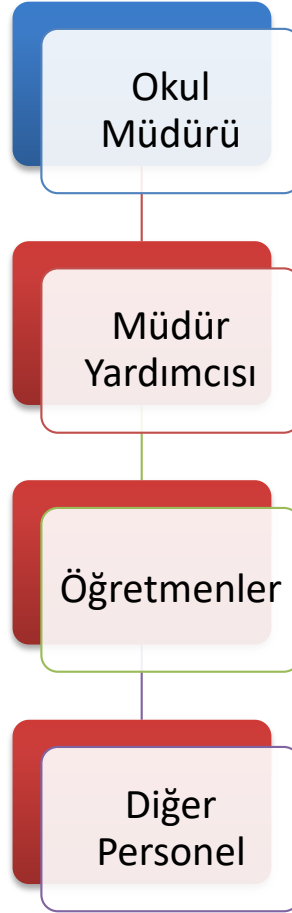 Okul
Müdürü
Müdür
Yardımcısı
Öğretmenler
Diğer
Personel